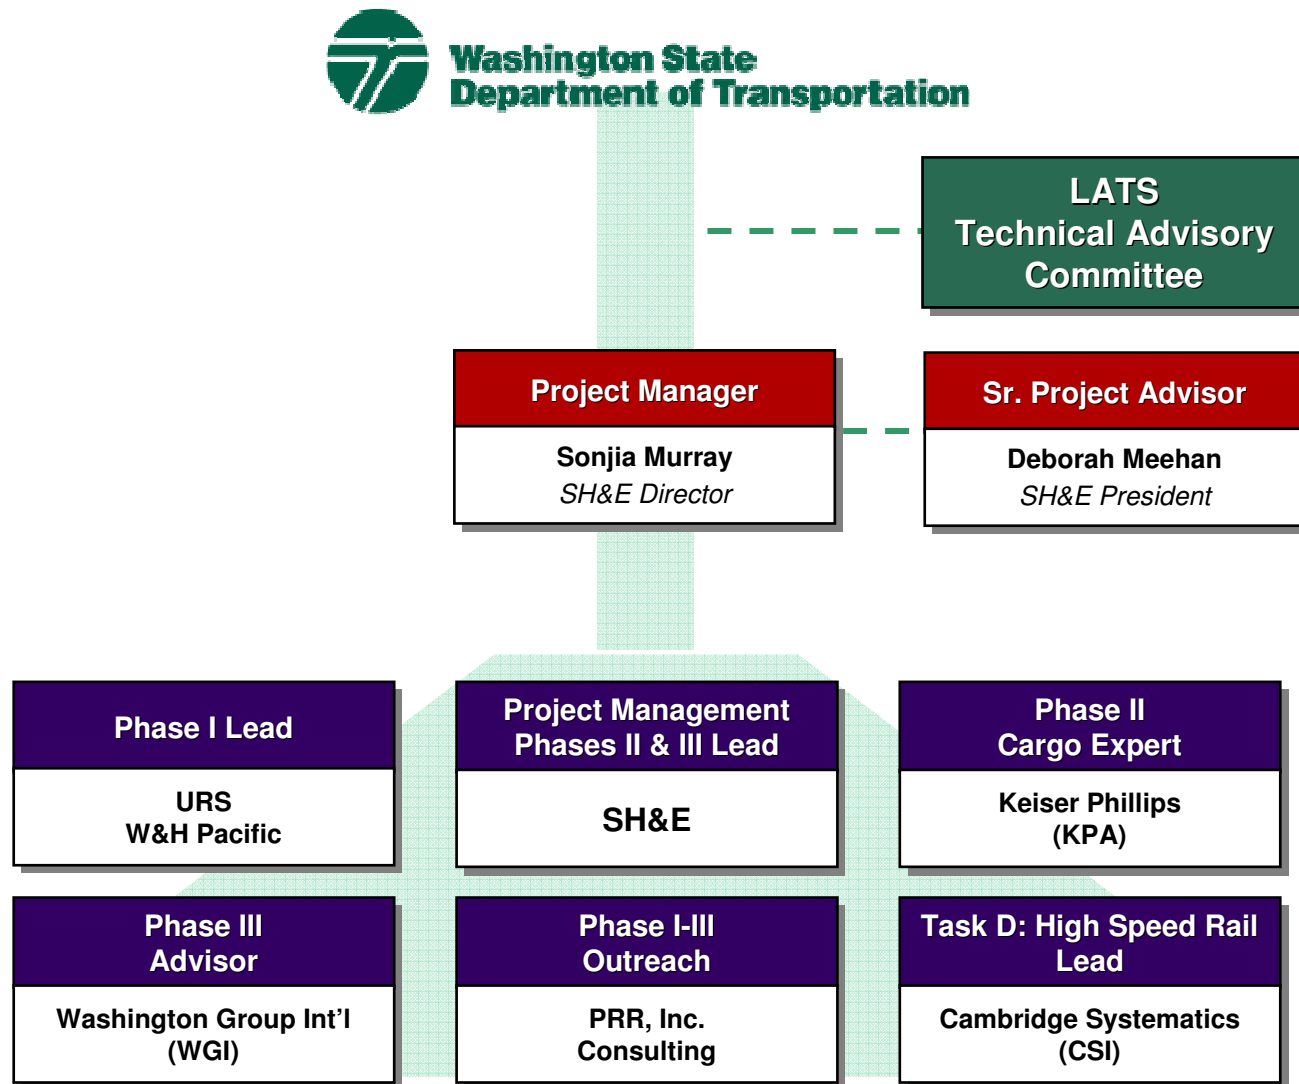 Washington State
Department of Transportation
LATS
Technical Advisory
Committee
Project Manager
Sonjia Murray
SH&E Director
Sr. Project Advisor
Deborah Meehan
SH&E President
Phase I Lead
URS
W&H Pacific
Project Management
Phases II & III Lead
SH&E
Phase II
Cargo Expert
Keiser Phillips
(KPA)
Phase III
Advisor
Washington Group Int’l
(WGI)
Phase I-III
Outreach
PRR, Inc.
Consulting
Task D: High Speed Rail
Lead
Cambridge Systematics
(CSI)